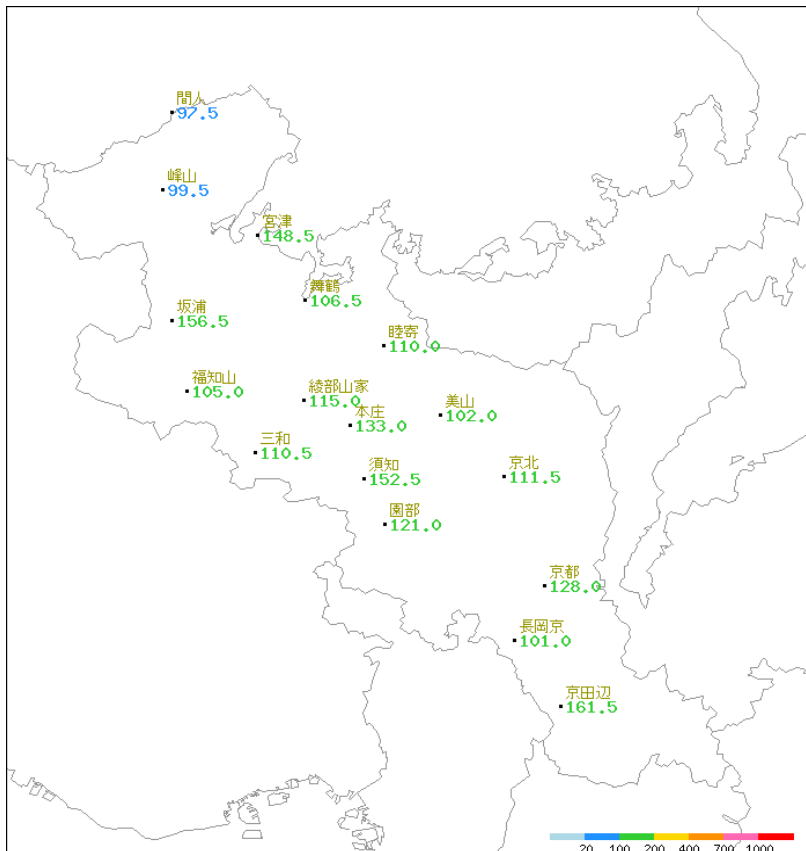 間人
97.5
峰山
99.5
宮津
148.5
舞鶴
106.5
坂浦
156.5
睦寄
110.0
福知山
105.0
綾部山家
115.0
美山
102.0
本庄
133.0
三和
110.5
須知
152.5
京北
111.5
園部
121.0
京都
128.0
長岡京
101.0
京田辺
161.5
20 100 200 400 700 1000